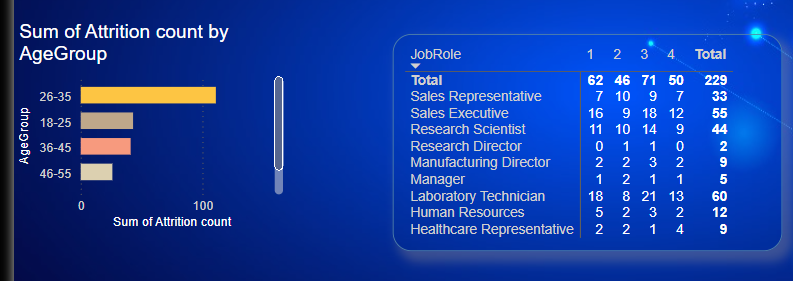 Sum of Attrition count by
AgeGroup
AgeGroup
26-35
18-25
36-45
46-55
0 100
Sum of Attrition count
JobRole 1 2 3 4 Total
Total 62 46 71 50 229
Sales Representative 7 10 9 7 33
Sales Executive 16 9 18 12 55
Research Scientist 11 10 14 9 44
Research Director 0 1 1 0 2
Manufacturing Director 2 2 3 2 9
Manager 1 2 1 1 5
Laboratory Technician 18 8 21 13 60
Human Resources 5 2 3 2 12
Healthcare Representative 2 2 1 4 9